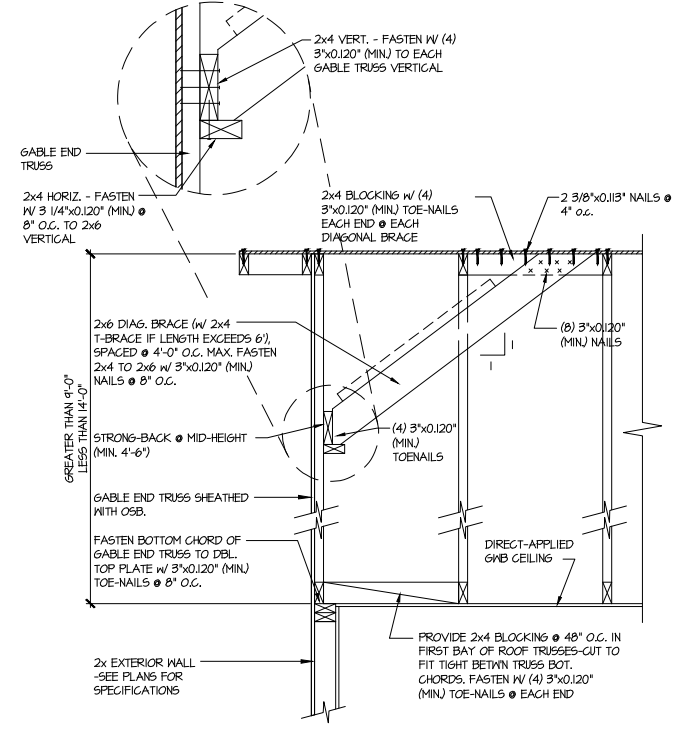 2x4 VERT. - FASTEN W/ (4)
3"x0.120" (MIN.) TO EACH
GABLE TRUSS VERTICAL
GABLE END
TRUSS
2x4 HORIZ. - FASTEN
W/ 3 1/4"x0.120" (MIN.) @
8" O.C. TO 2x6
VERTICAL
2x4 BLOCKING W/ (4)
3"x0.120" (MIN.) TOE-NAILS
EACH END @ EACH
DIAGONAL BRACE
2 3/8"x0.113" NAILS @
4" o.c.
2x6 DIAG. BRACE (W/ 2x4
T-BRACE IF LENGTH EXCEEDS 6'),
SPACED @ 4'-0" O.C. MAX. FASTEN
2x4 TO 2x6 W/ 3"x0.120" (MIN.)
NAILS @ 8" O.C.
(8) 3"x0.120"
(MIN.) NAILS
1
1
GREATER THAN 9'-0"
LESS THAN 14'-0"
STRONG-BACK @ MID-HEIGHT
(MIN. 4'-6")
(4) 3"x0.120"
(MIN.)
TOENAILS
GABLE END TRUSS SHEATHED
WITH OSB.
FASTEN BOTTOM CHORD OF
GABLE END TRUSS TO DBL.
TOP PLATE W/ 3"x0.120" (MIN.)
TOE-NAILS @ 8" O.C.
DIRECT-APPLIED
GWB CEILING
2x EXTERIOR WALL
-SEE PLANS FOR
SPECIFICATIONS
PROVIDE 2x4 BLOCKING @ 48" O.C. IN
FIRST BAY OF ROOF TRUSSES-CUT TO
FIT TIGHT BETW'N TRUSS BOT.
CHORDS. FASTEN W/ (4) 3"x0.120"
(MIN.) TOE-NAILS @ EACH END